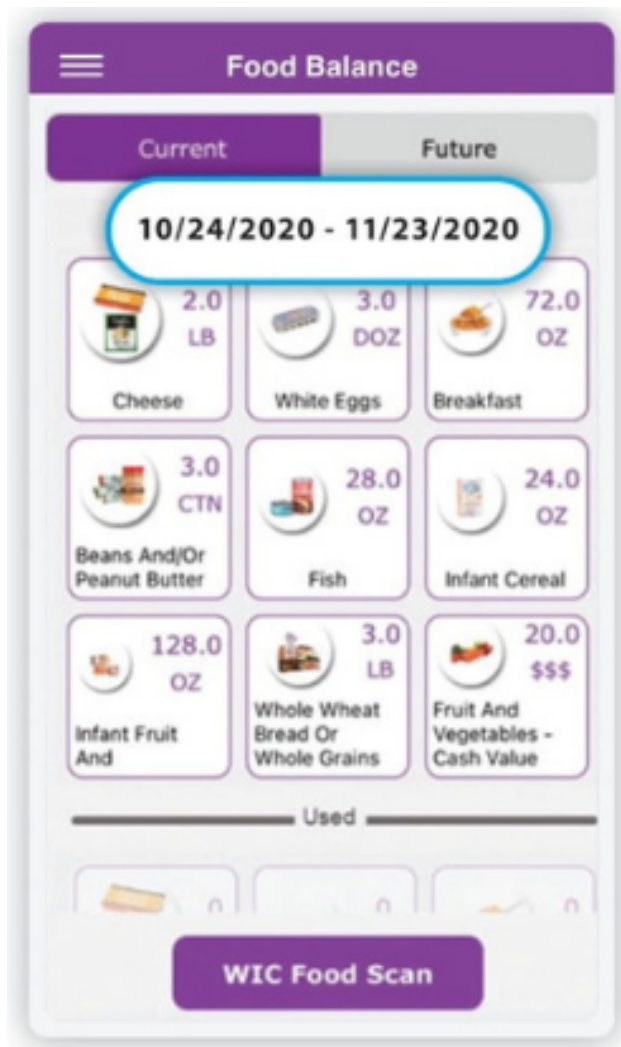 Food Balance
Current
Future
10/24/2020 - 11/23/2020
2.0
LB
Cheese
3.0
DOZ
White Eggs
72.0
OZ
Breakfast
3.0
CTN
Beans And/Or
Peanut Butter
28.0
OZ
Fish
24.0
OZ
Infant Cereal
128.0
OZ
Infant Fruit
And
3.0
LB
Whole Wheat
Bread Or
Whole Grains
20.0
$$$
Fruit And
Vegetables -
Cash Value
Used
WIC Food Scan